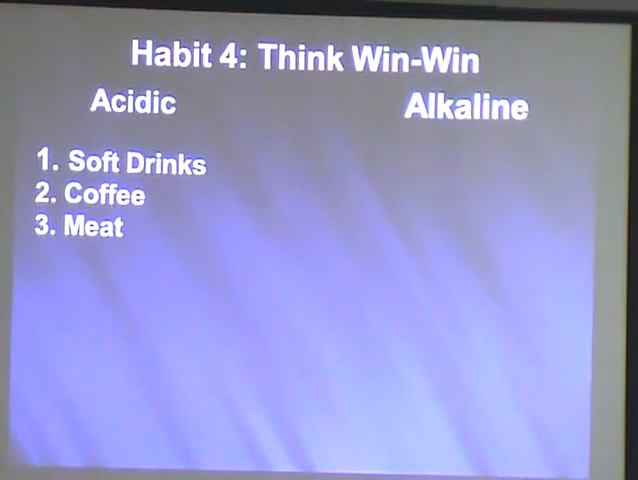 Habit 4: Think Win-Win
Acidic
Alkaline
1. Soft Drinks
2. Coffee
3. Meat